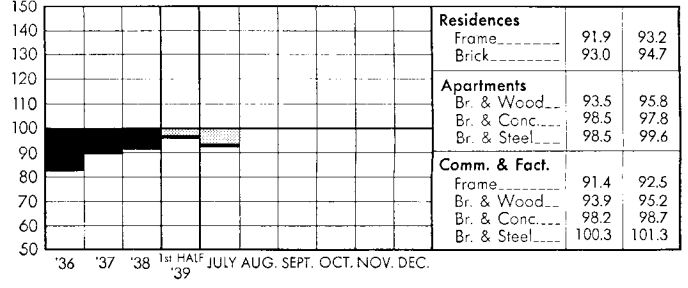 150
140
130
120
110
100
90
80
70
60
50
'36 '37 '38 1st HALF '39 JULY AUG. SEPT. OCT. NOV. DEC.
Residences
Frame 91.9 93.2
Brick 93.0 94.7
Apartments
Br. & Wood 93.5 95.8
Br. & Conc. 98.5 97.8
Br. & Steel 98.5 99.6
Comm. & Fact.
Frame 91.4 92.5
Br. & Wood 93.9 95.2
Br. & Conc. 98.2 98.7
Br. & Steel 100.3 101.3